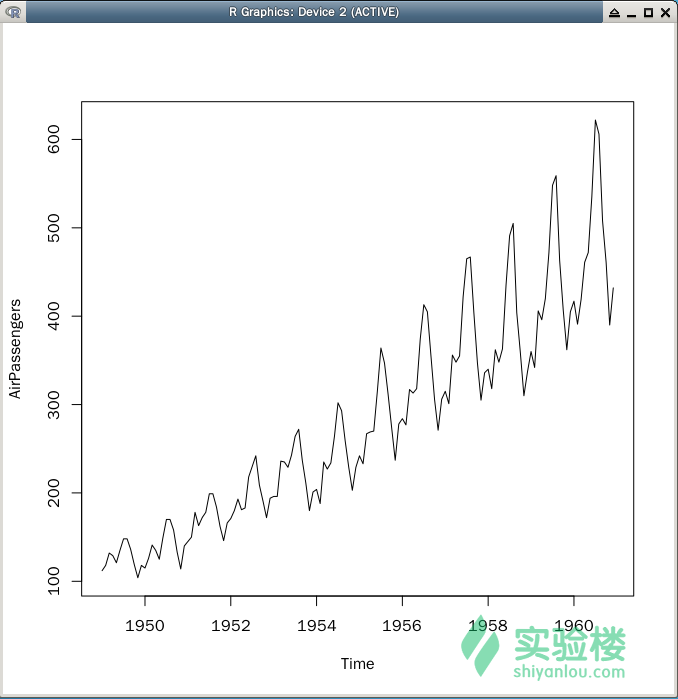 R Graphics: Device 2 (ACTIVE)
AirPassengers
600
500
400
300
200
100
1950 1952 1954 1956 1958 1960
Time
实验楼
shiyanlou.com